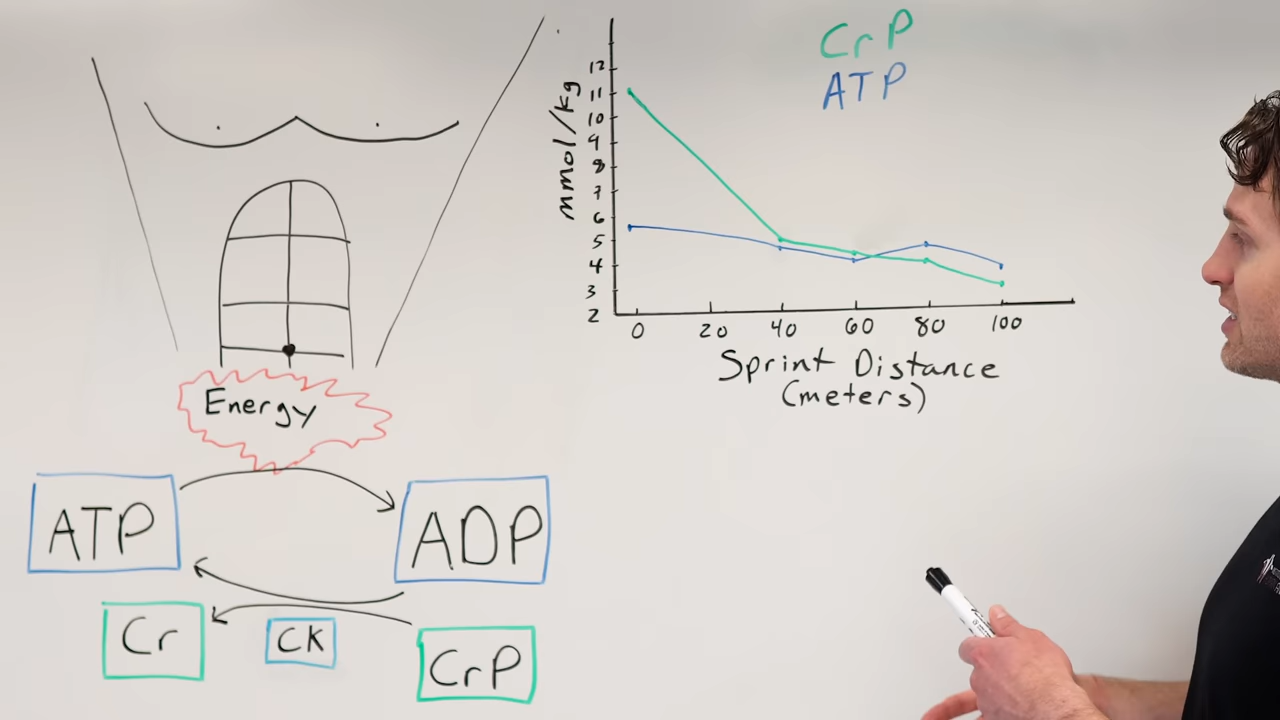 CrP
ATP
mmol/kg
12
11
10
9
8
7
6
5
4
3
2
0 20 40 60 80 100
Sprint Distance
(meters)
Energy
ATP
ADP
Cr
CK
CrP